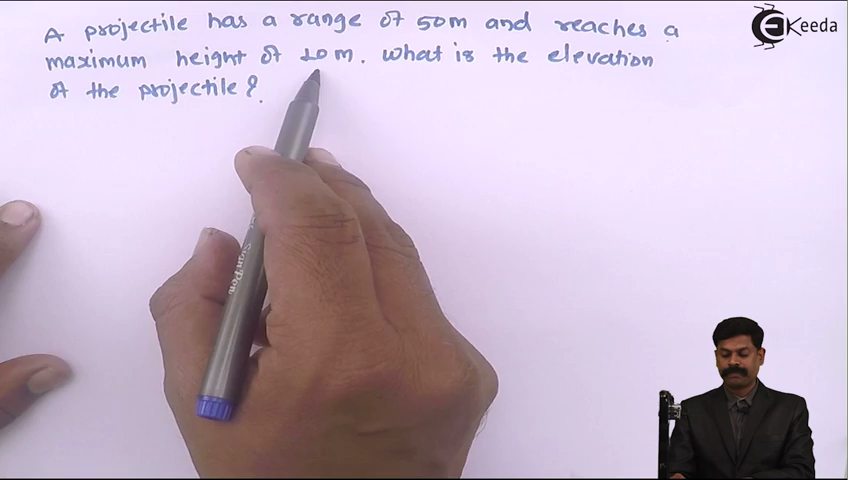 A projectile has a range of 50m and reaches a
maximum height of 10m. What is the elevation
of the projectile?
EKeeda